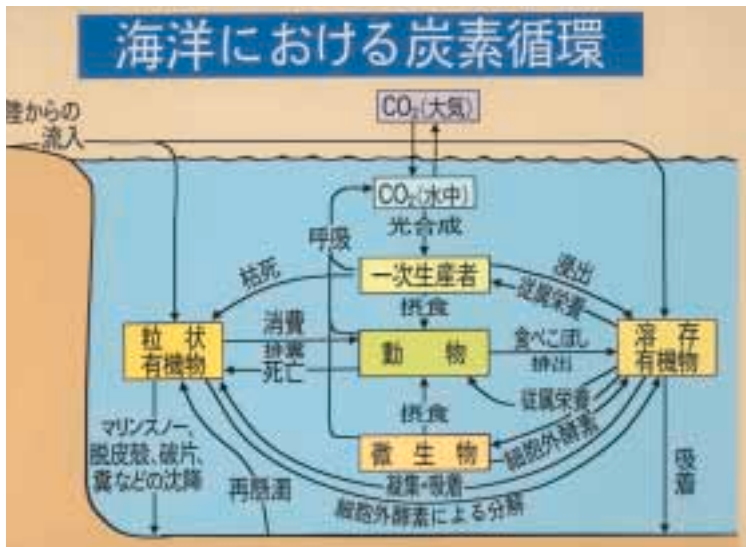 海洋における炭素循環
CO₂(大気)
陸からの
流入
CO₂(水中)
光合成
呼吸
枯死
一次生産者
浸出
従属栄養
摂食
粒状
有機物
消費
排糞
死亡
動物
食べこぼし
排出
溶存
有機物
従属栄養
摂食
細胞外酵素
微生物
マリンスノー、
脱皮殻、破片、
糞などの沈降
再懸濁
凝集・吸着
細胞外酵素による分解
吸着